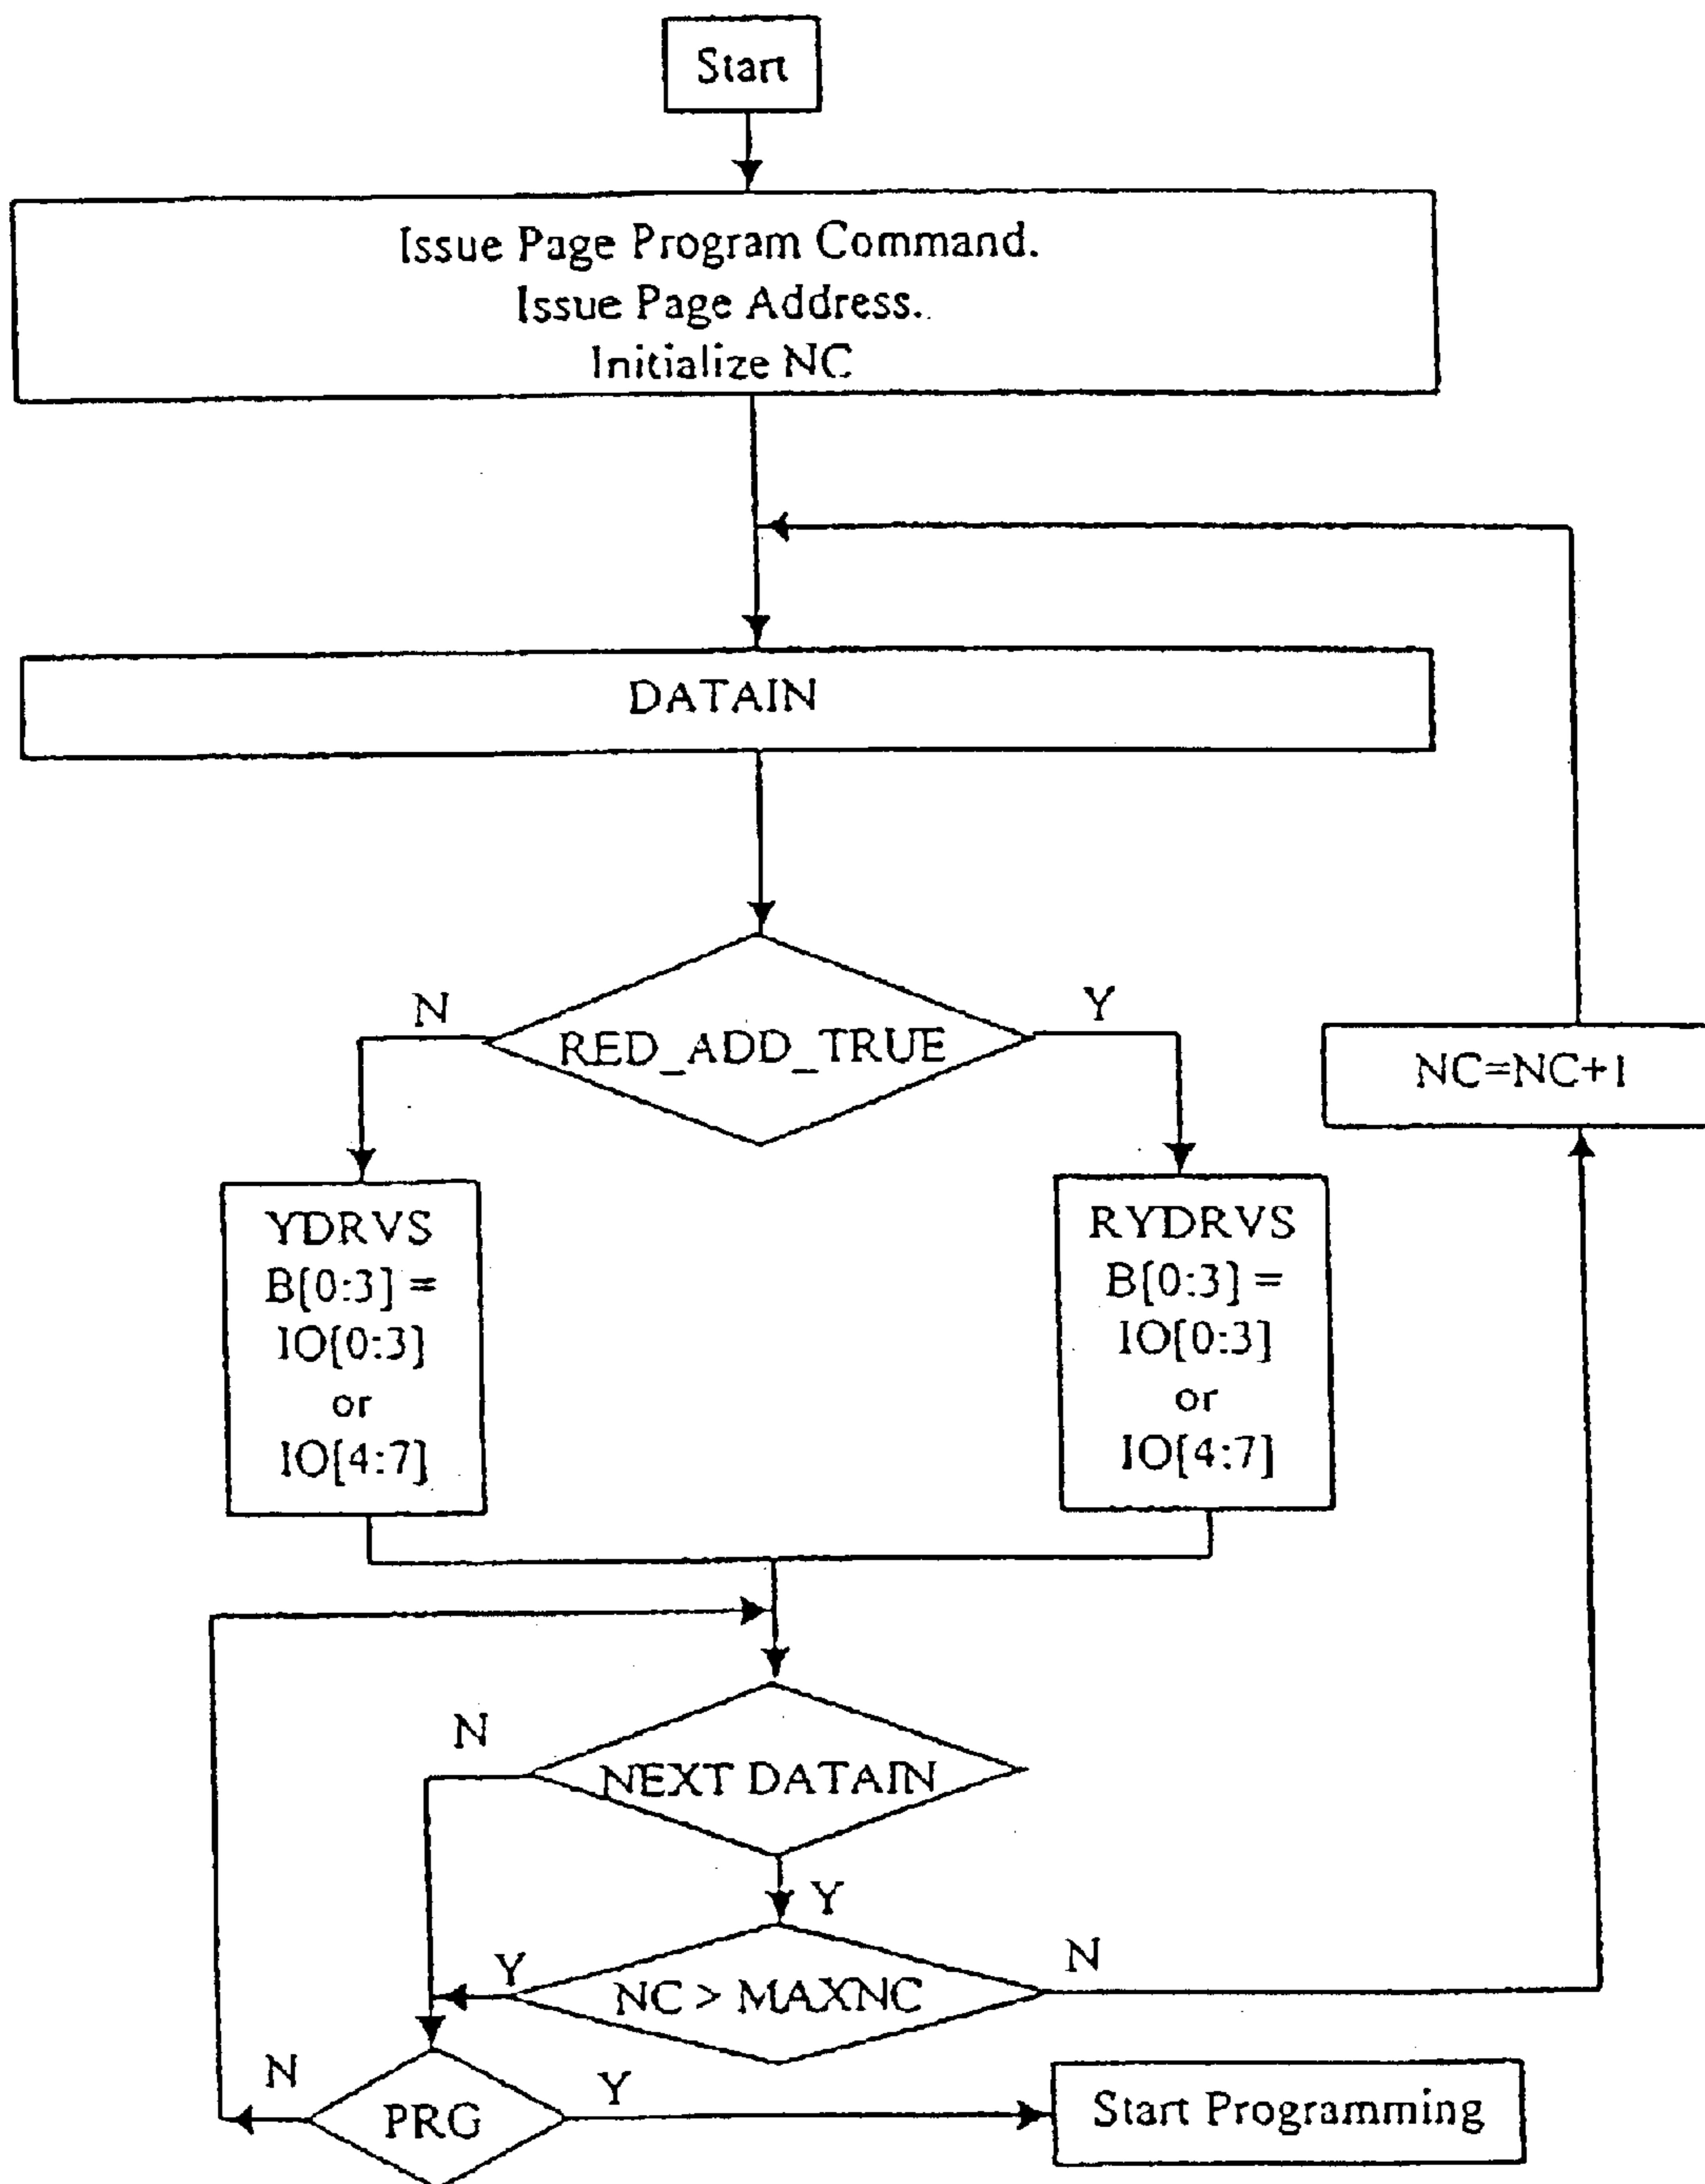 Start
Issue Page Program Command.
Issue Page Address.
Initialize NC
DATAIN
N
Y
RED_ADD_TRUE
NC=NC+1
YDRVS
B[0:3] =
IO[0:3]
or
IO[4:7]
RYDRVS
B[0:3] =
IO[0:3]
or
IO[4:7]
N
NEXT DATAIN
Y
Y
NC > MAXNC
N
N
PRG
Y
Start Programming